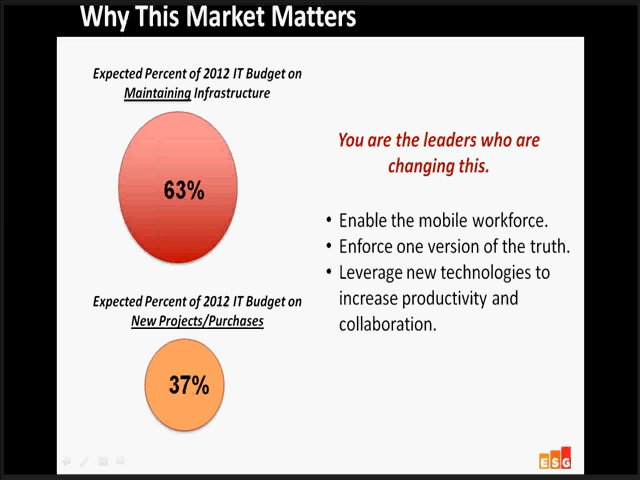 Why This Market Matters
Expected Percent of 2012 IT Budget on
Maintaining Infrastructure
63%
Expected Percent of 2012 IT Budget on
New Projects/Purchases
37%
You are the leaders who are
changing this.
• Enable the mobile workforce.
• Enforce one version of the truth.
• Leverage new technologies to
increase productivity and
collaboration.
ESG